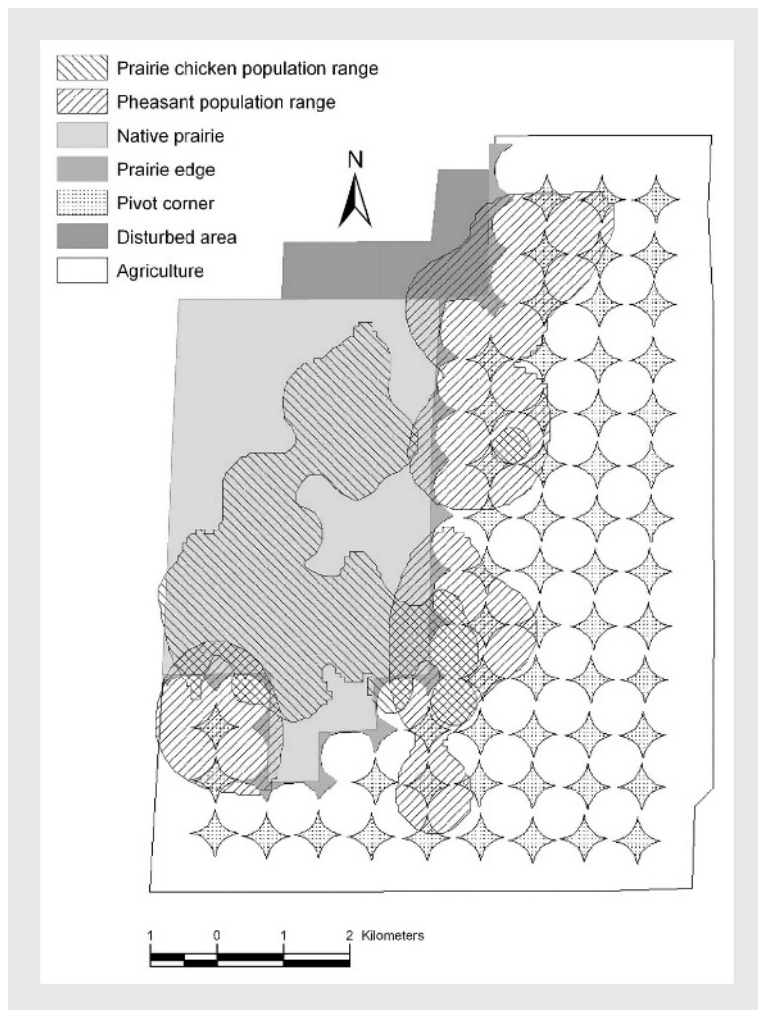 Prairie chicken population range
Pheasant population range
Native prairie
Prairie edge
Pivot corner
Disturbed area
Agriculture
N
1 0 1 2 Kilometers